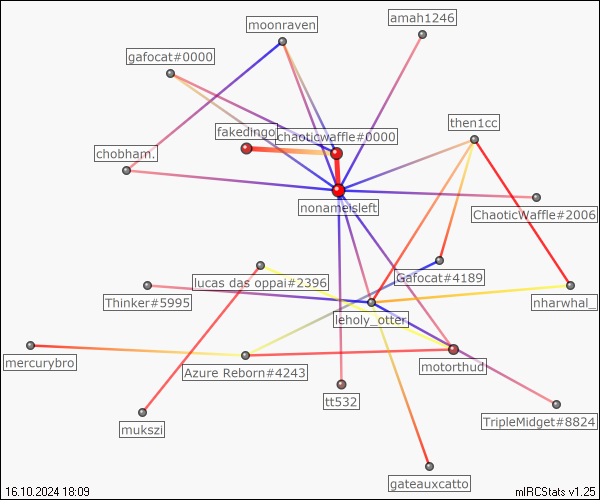 moonraven
amah1246
gafocat#0000
then1cc
fakedingo
chaoticwaffle#0000
chobham.
nonameisleft
ChaoticWaffle#2006
lucas das oppai#2396
Gafocat#4189
Thinker#5995
nharwhal_
leholy_otter
mercurybro
Azure Reborn#4243
motorthud
tt532
mukszi
TripleMidget#8824
gateauxcatto
16.10.2024 18:09
mIRCStats v1.25